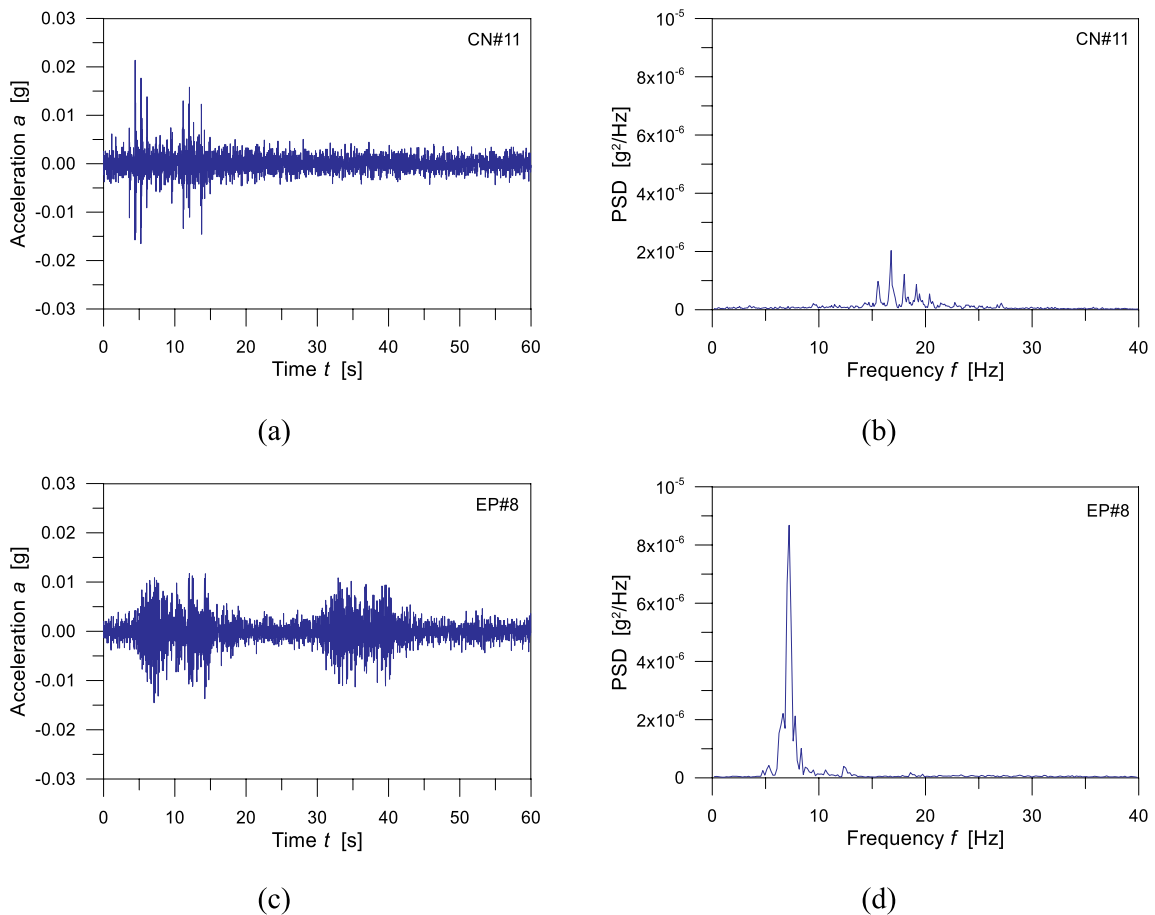 0.03
0.02
0.01
0.00
-0.01
-0.02
-0.03
Acceleration a [g]
CN#11
0 10 20 30 40 50 60
Time t [s]
(a)
10-5
8x10-6
6x10-6
4x10-6
2x10-6
0
PSD [g2/Hz]
CN#11
0 10 20 30 40
Frequency f [Hz]
(b)
0.03
0.02
0.01
0.00
-0.01
-0.02
-0.03
Acceleration a [g]
EP#8
0 10 20 30 40 50 60
Time t [s]
(c)
10-5
8x10-6
6x10-6
4x10-6
2x10-6
0
PSD [g2/Hz]
EP#8
0 10 20 30 40
Frequency f [Hz]
(d)